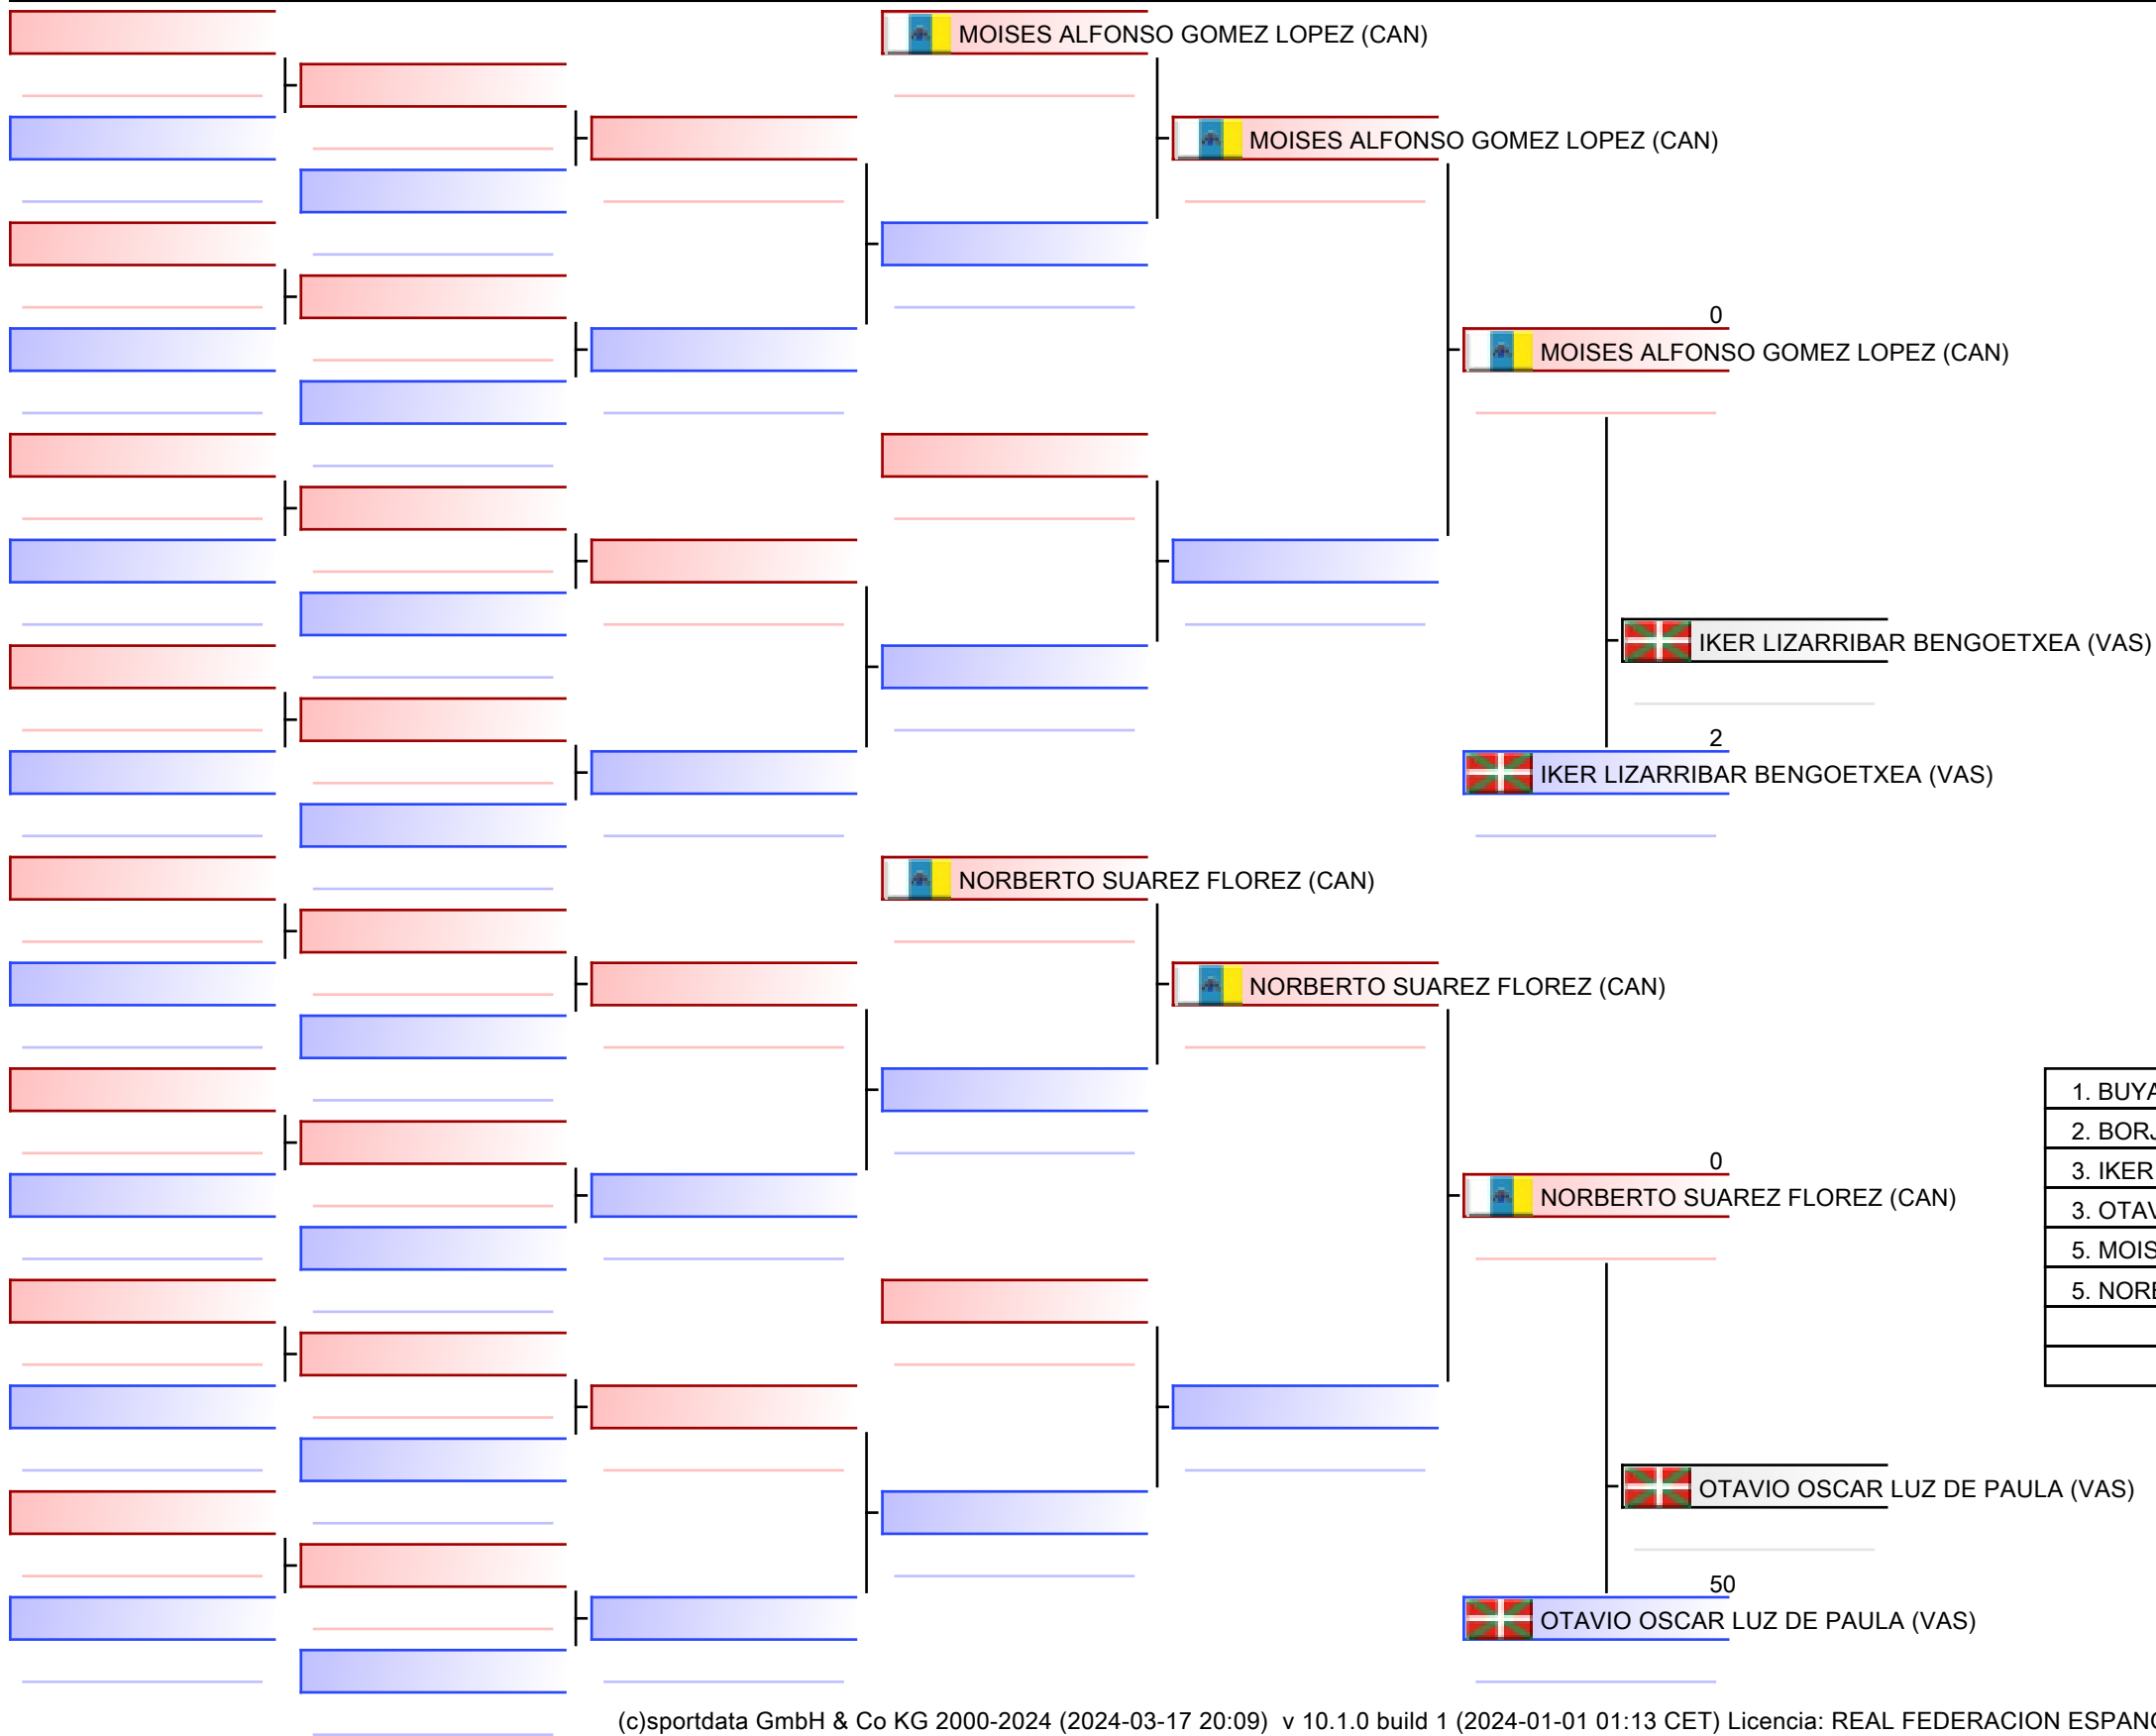 MOISES ALFONSO GOMEZ LOPEZ (CAN)
MOISES ALFONSO GOMEZ LOPEZ (CAN)
0
MOISES ALFONSO GOMEZ LOPEZ (CAN)
IKER LIZARRIBAR BENGOETXEA (VAS)
2
IKER LIZARRIBAR BENGOETXEA (VAS)
NORBERTO SUAREZ FLOREZ (CAN)
NORBERTO SUAREZ FLOREZ (CAN)
0
NORBERTO SUAREZ FLOREZ (CAN)
1. BUYA
2. BORJ
3. IKER
3. OTAV
5. MOIS
5. NORE
OTAVIO OSCAR LUZ DE PAULA (VAS)
50
OTAVIO OSCAR LUZ DE PAULA (VAS)
(c)sportdata GmbH & Co KG 2000-2024 (2024-03-17 20:09) v 10.1.0 build 1 (2024-01-01 01:13 CET) Licencia: REAL FEDERACION ESPAN